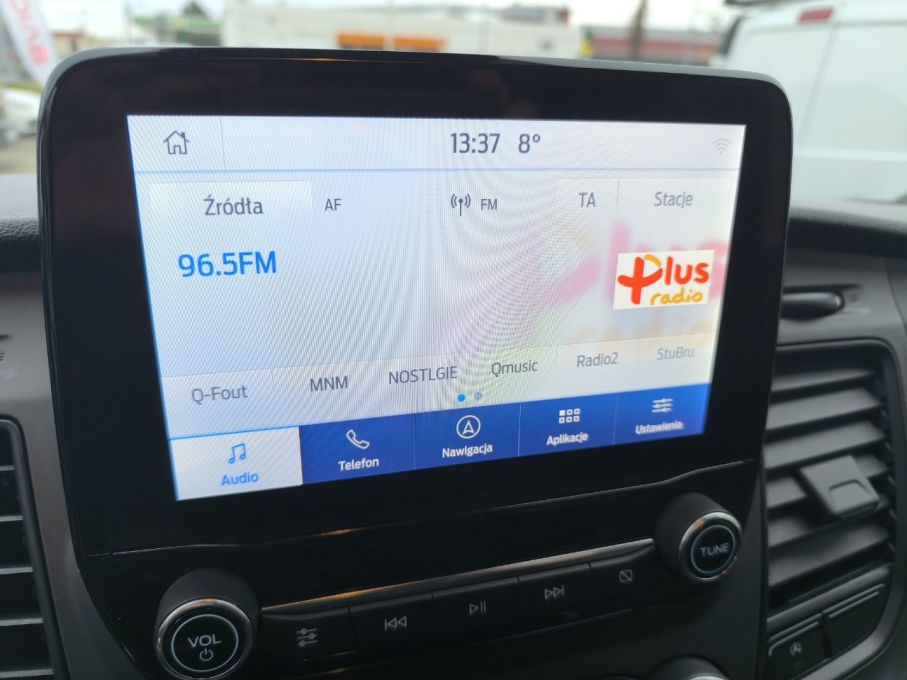 13:37 8°
Źródła AF FM TA Stacje
96.5FM
Plus
radio
Q-Fout MNM NOSTLGIE Qmusic Radio2 StuBru
Audio Telefon Nawigacja Aplikacje Ustawienia
VOL
TUNE